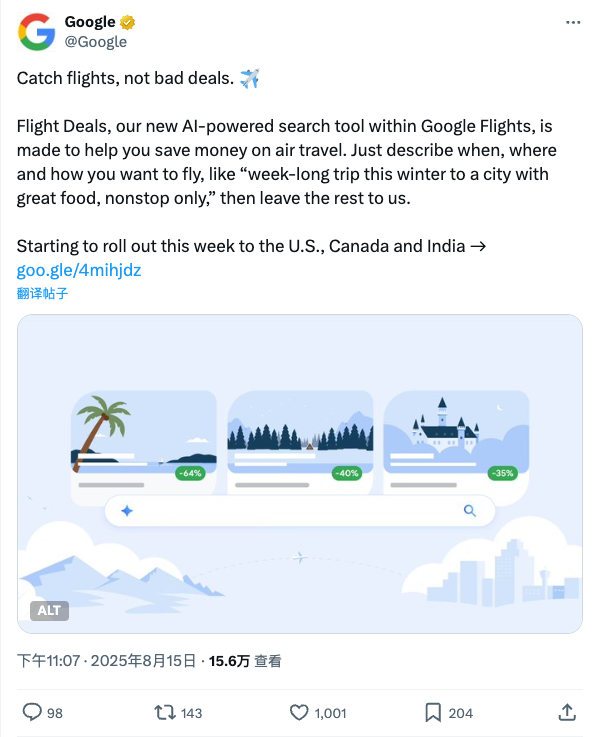 Google
@Google
Catch flights, not bad deals. ✈️
Flight Deals, our new AI-powered search tool within Google Flights, is
made to help you save money on air travel. Just describe when, where
and how you want to fly, like “week-long trip this winter to a city with
great food, nonstop only,” then leave the rest to us.
Starting to roll out this week to the U.S., Canada and India →
goo.gle/4mihjdz
翻译帖子
-64%
-40%
-35%
ALT
下午11:07 · 2025年8月15日 · 15.6万 查看
98
143
1,001
204